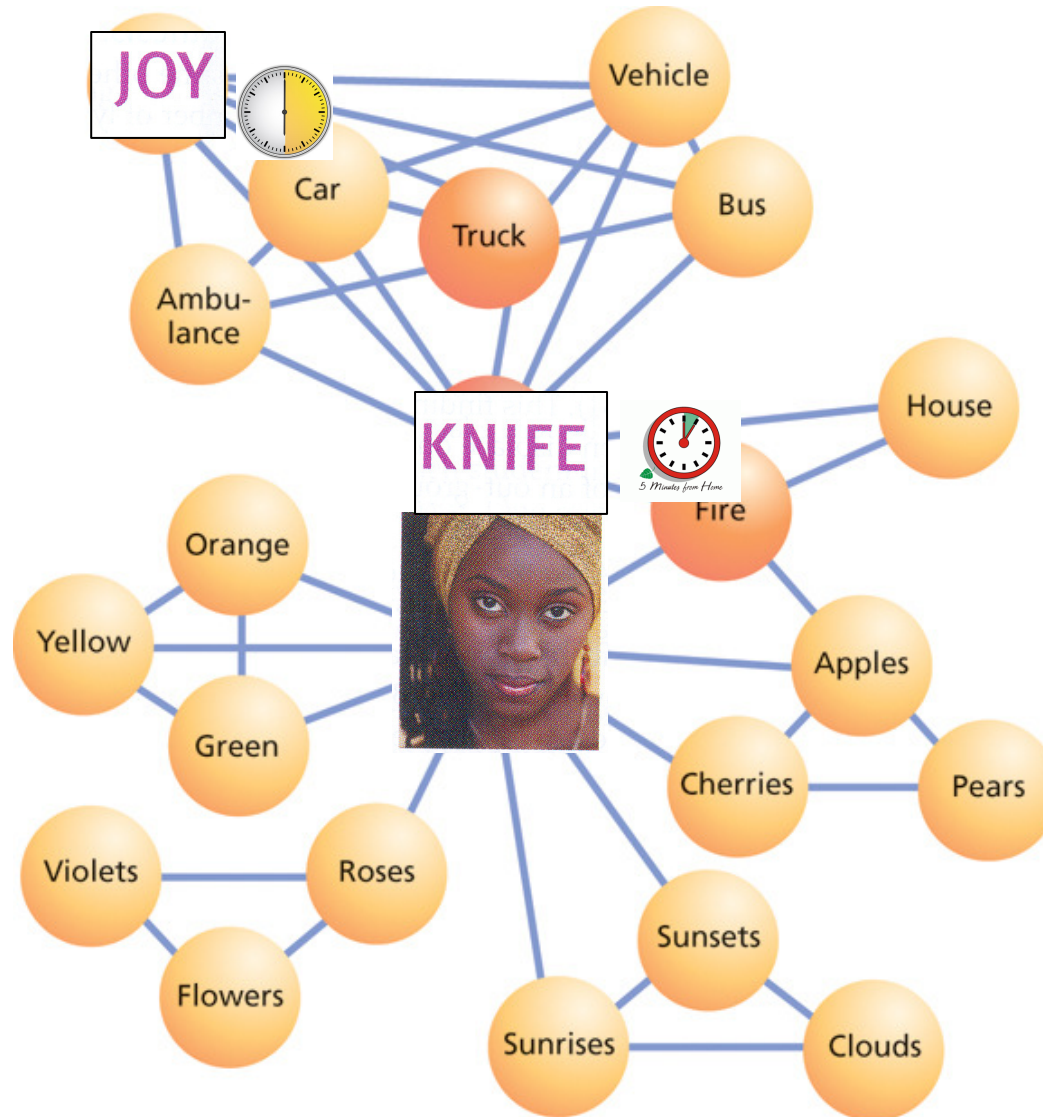 JOY
Vehicle
Car
Bus
Truck
Ambu-
lance
House
KNIFE
5 Minutes from Home
Fire
Orange
Yellow
Apples
Green
Cherries
Pears
Violets
Roses
Sunsets
Flowers
Sunrises
Clouds